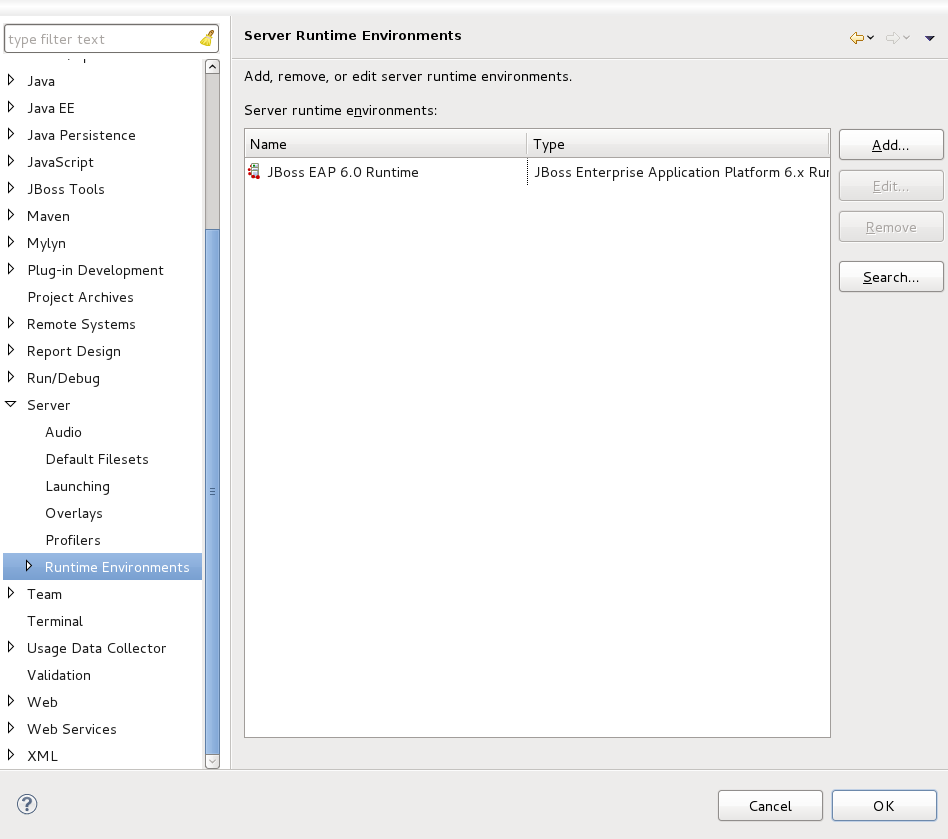 type filter text
Java
Java EE
Java Persistence
JavaScript
JBoss Tools
Maven
Mylyn
Plug-in Development
Project Archives
Remote Systems
Report Design
Run/Debug
Server
Audio
Default Filesets
Launching
Overlays
Profilers
Runtime Environments
Team
Terminal
Usage Data Collector
Validation
Web
Web Services
XML
Server Runtime Environments
Add, remove, or edit server runtime environments.
Server runtime environments:
Name Type
JBoss EAP 6.0 Runtime JBoss Enterprise Application Platform 6.x Rur
Add...
Edit...
Remove
Search...
Cancel OK